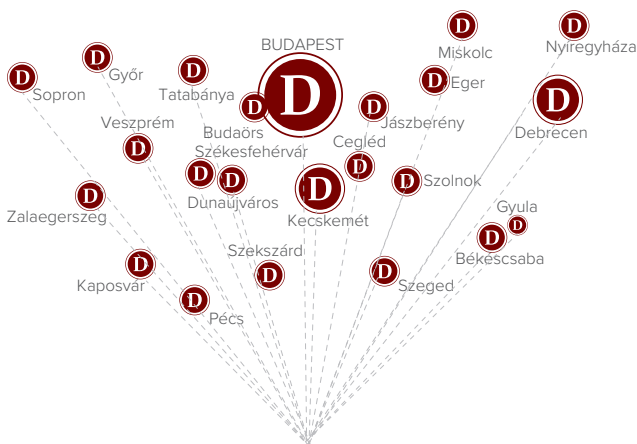 BUDAPEST
D
Miskolc
D
Nyíregyháza
D
Győr
D
Sopron
D
Tatabánya
D
Eger
D
D
Budaörs
D
Jászberény
D
Debrecen
D
Veszprém
D
Cegléd
D
Székesfehérvár
D
Dunaújváros
D
Kecskemét
D
Szolnok
D
Zalaegerszeg
D
Gyula
D
Békéscsaba
D
Szekszárd
D
Kaposvár
D
Szeged
D
Pécs
D